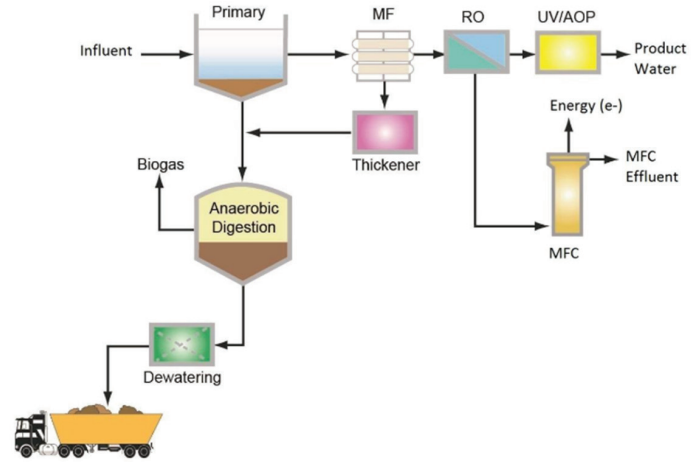 Primary
MF
RO
UV/AOP
Influent
Product
Water
Energy (e-)
Thickener
Biogas
MFC
Effluent
Anaerobic
Digestion
MFC
Dewatering